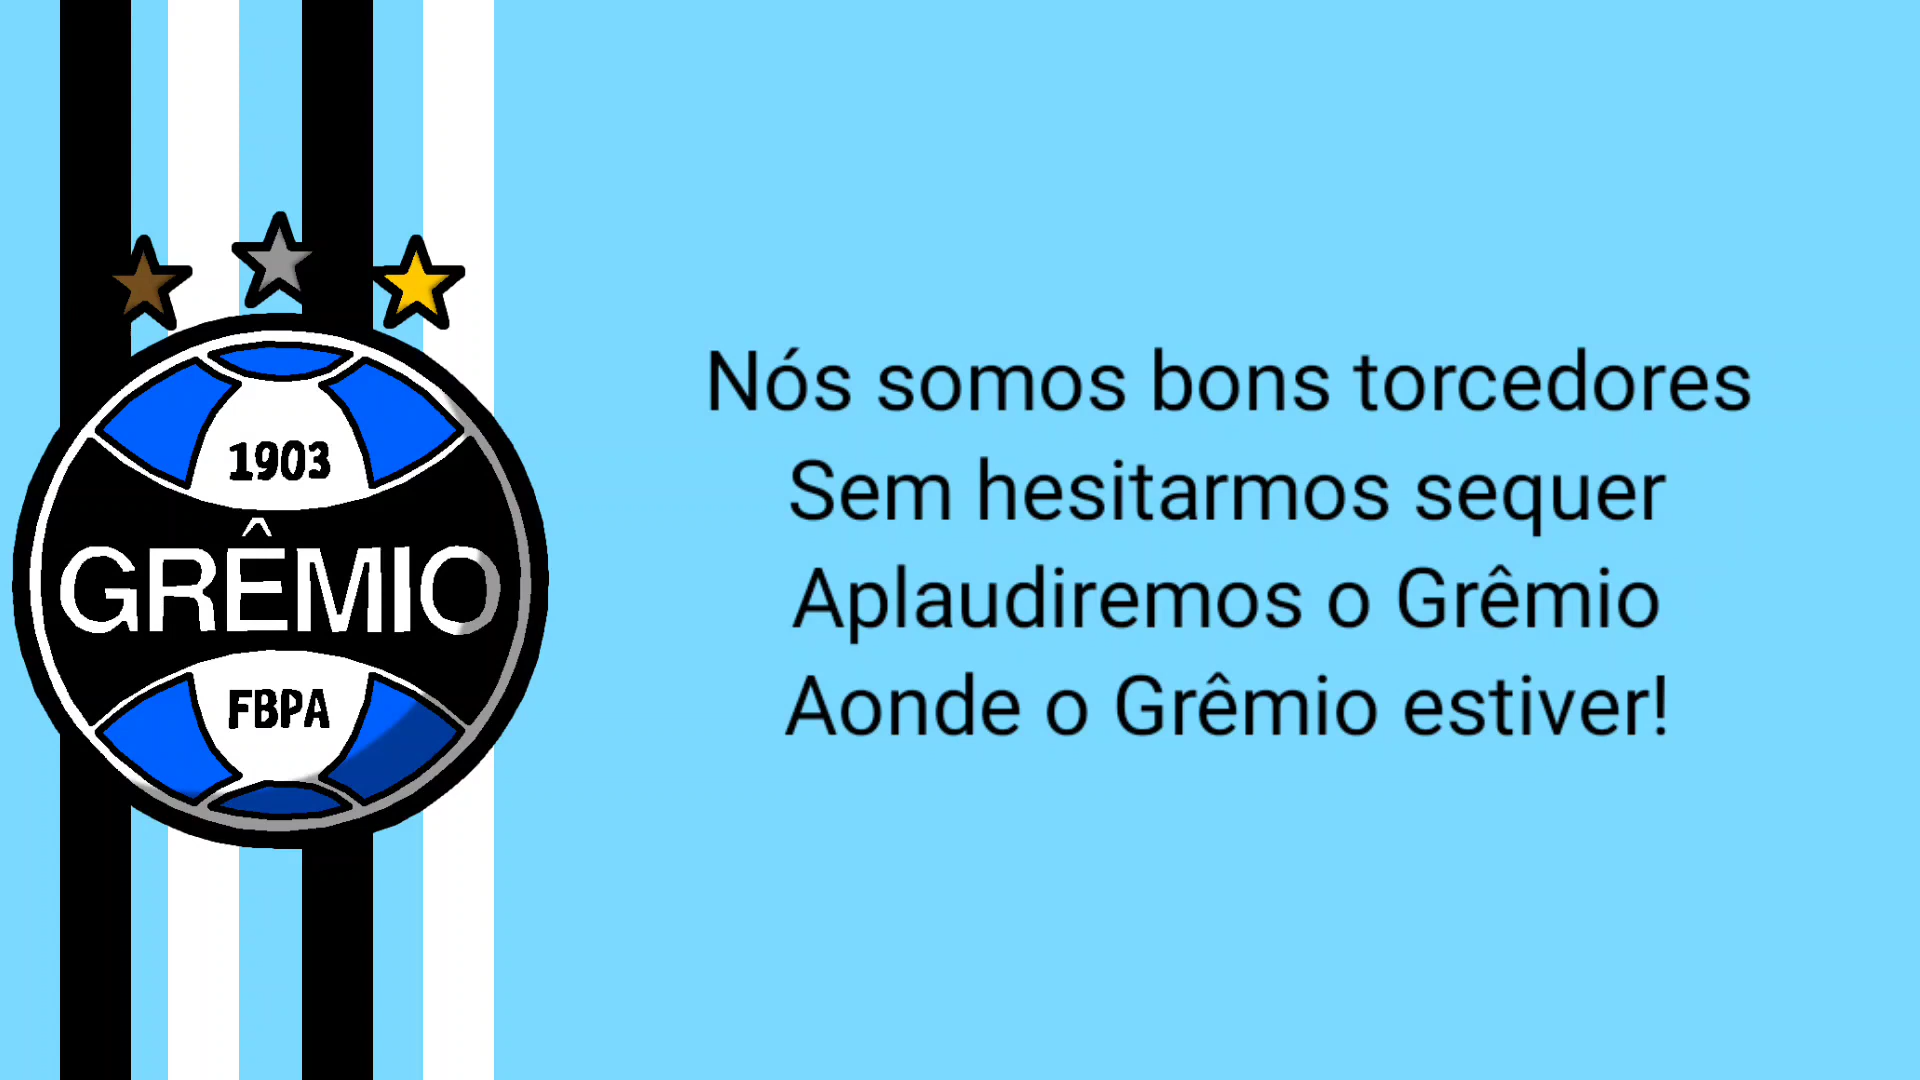 1903
GRÊMIO
FBPA
Nós somos bons torcedores
Sem hesitarmos sequer
Aplaudiremos o Grêmio
Aonde o Grêmio estiver!